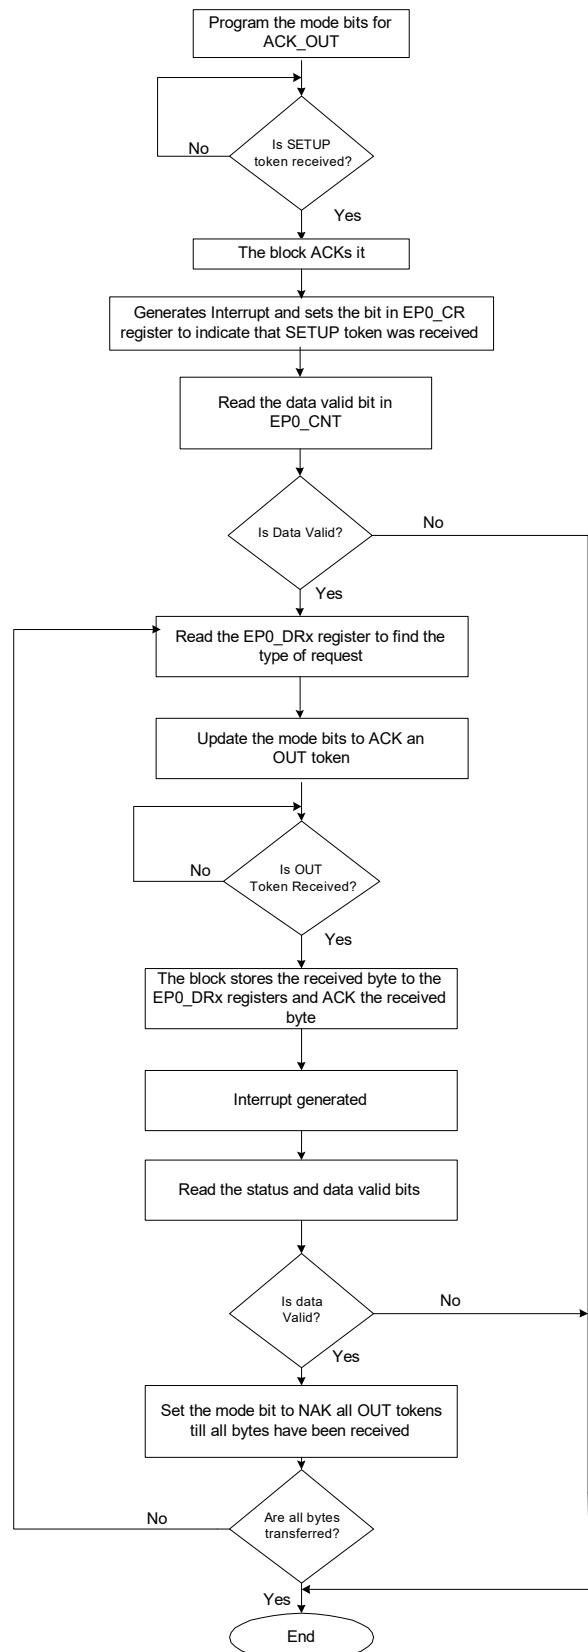 Program the mode bits for
ACK_OUT
Is SETUP
token received?
No
Yes
The block ACKs it
Generates Interrupt and sets the bit in EP0_CR
register to indicate that SETUP token was received
Read the data valid bit in
EP0_CNT
Is Data Valid?
No
Yes
Read the EP0_DRx register to find the
type of request
Update the mode bits to ACK an
OUT token
Is OUT
Token Received?
No
Yes
The block stores the received byte to the
EP0_DRx registers and ACK the received
byte
Interrupt generated
Read the status and data valid bits
Is data
Valid?
No
Yes
Set the mode bit to NAK all OUT tokens
till all bytes have been received
Are all bytes
transferred?
No
Yes
End